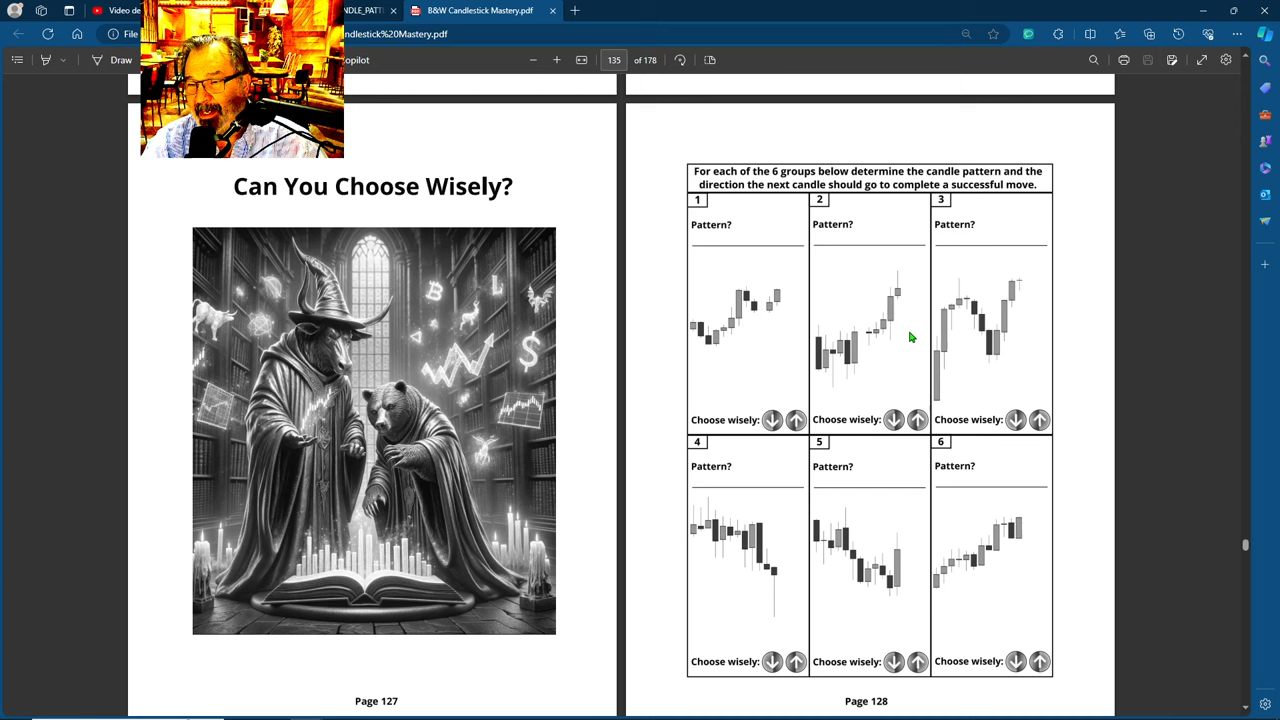 Video de
NDLE_PATT
B&W Candlestick Mastery.pdf
File
ndlestick%20Mastery.pdf
Draw
opilot
135
of 178
Can You Choose Wisely?
Page 127
For each of the 6 groups below determine the candle pattern and the
direction the next candle should go to complete a successful move.
1
2
3
Pattern?
Pattern?
Pattern?
Choose wisely:
Choose wisely:
Choose wisely:
4
5
6
Pattern?
Pattern?
Pattern?
Choose wisely:
Choose wisely:
Choose wisely:
Page 128